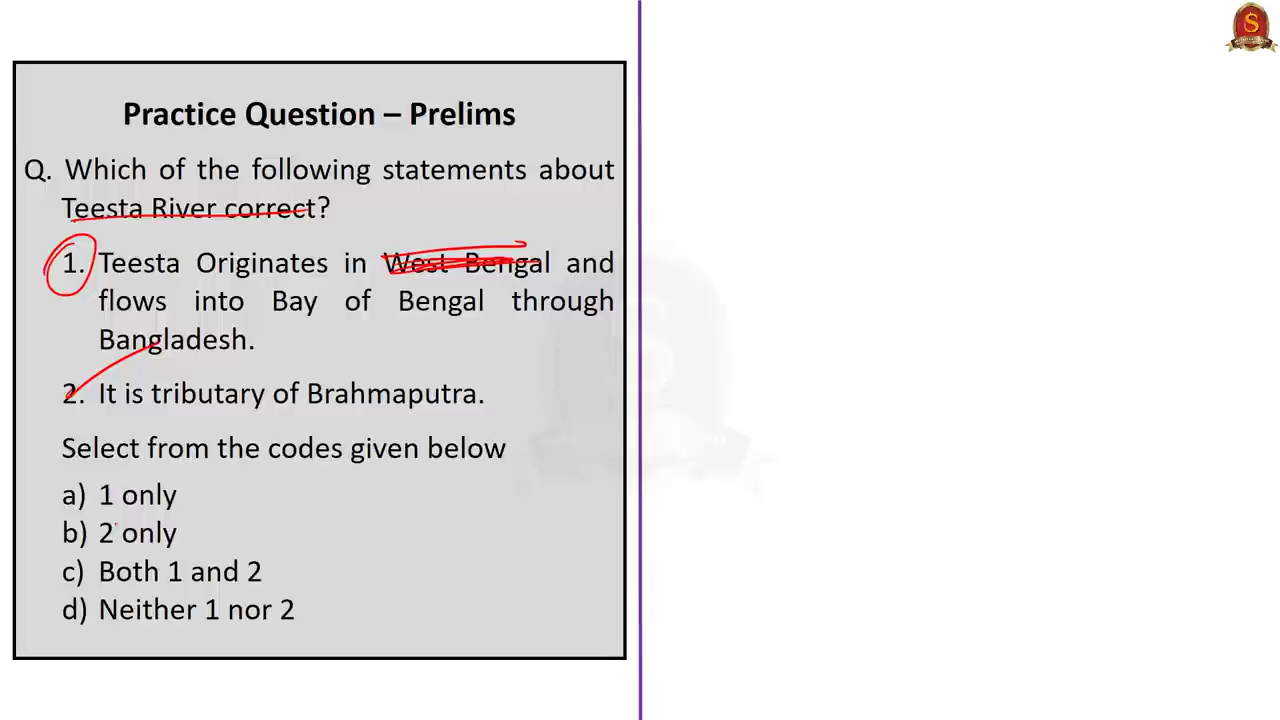 Practice Question – Prelims
Q. Which of the following statements about
Teesta River correct?
1. Teesta Originates in West Bengal and
flows into Bay of Bengal through
Bangladesh.
2. It is tributary of Brahmaputra.
Select from the codes given below
a) 1 only
b) 2 only
c) Both 1 and 2
d) Neither 1 nor 2
S